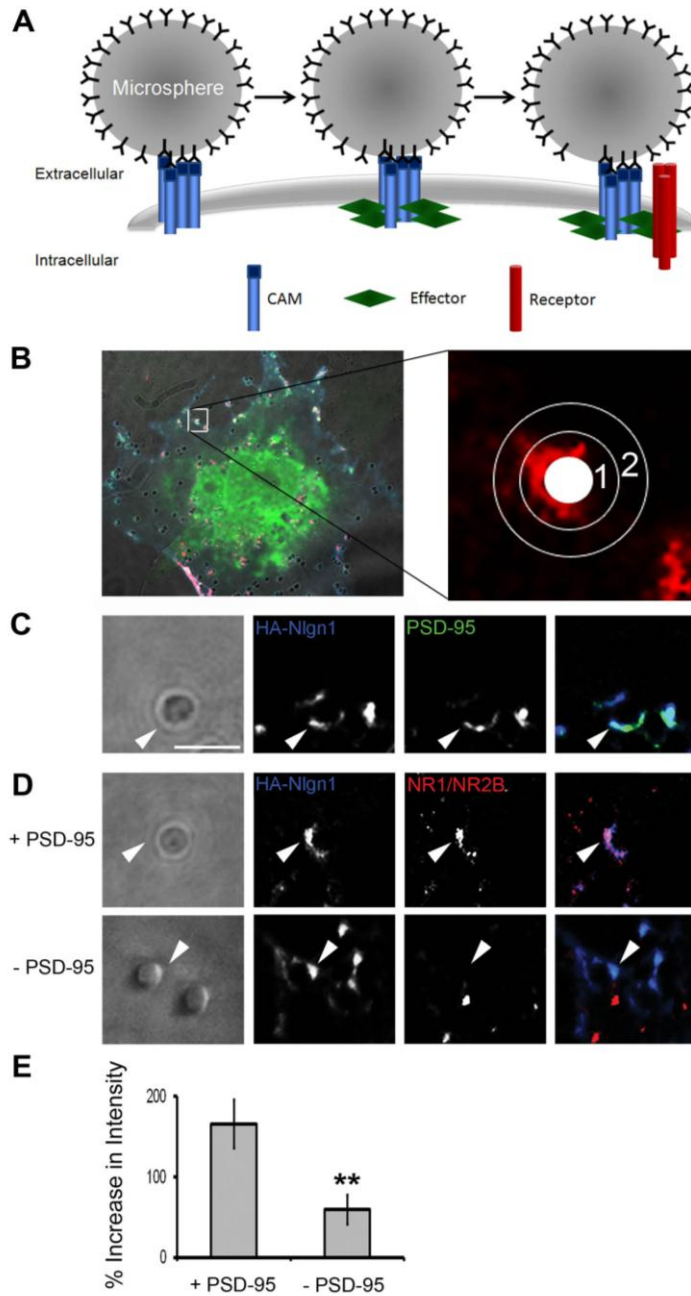 A
Microsphere
Extracellular
Intracellular
CAM
Effector
Receptor
B
1
2
C
HA-Nlgn1
PSD-95
D
HA-Nlgn1
NR1/NR2B
+ PSD-95
- PSD-95
E
% Increase in Intensity
200
100
0
**
+ PSD-95
- PSD-95